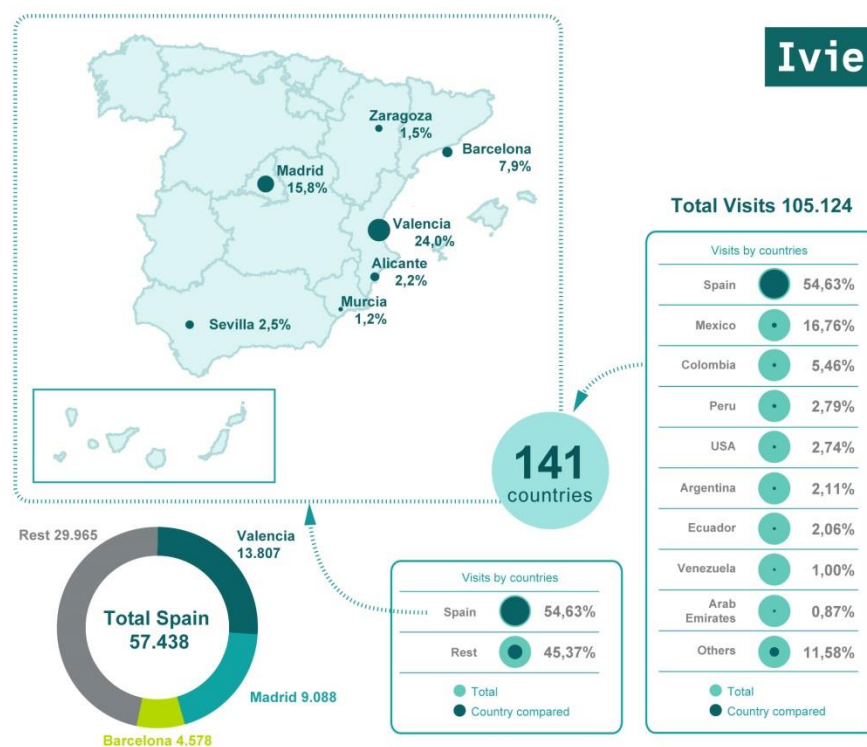 Ivie
Zaragoza
1,5%
Barcelona
7,9%
Madrid
15,8%
Valencia
24,0%
Alicante
2,2%
Murcia
1,2%
Sevilla 2,5%
141
countries
Total Visits 105.124
Visits by countries
Spain 54,63%
Mexico 16,76%
Colombia 5,46%
Peru 2,79%
USA 2,74%
Argentina 2,11%
Ecuador 2,06%
Venezuela 1,00%
Arab
Emirates 0,87%
Others 11,58%
Total
Country compared
Rest 29.965
Valencia
13.807
Total Spain
57.438
Madrid 9.088
Barcelona 4.578
Visits by countries
Spain 54,63%
Rest 45,37%
Total
Country compared